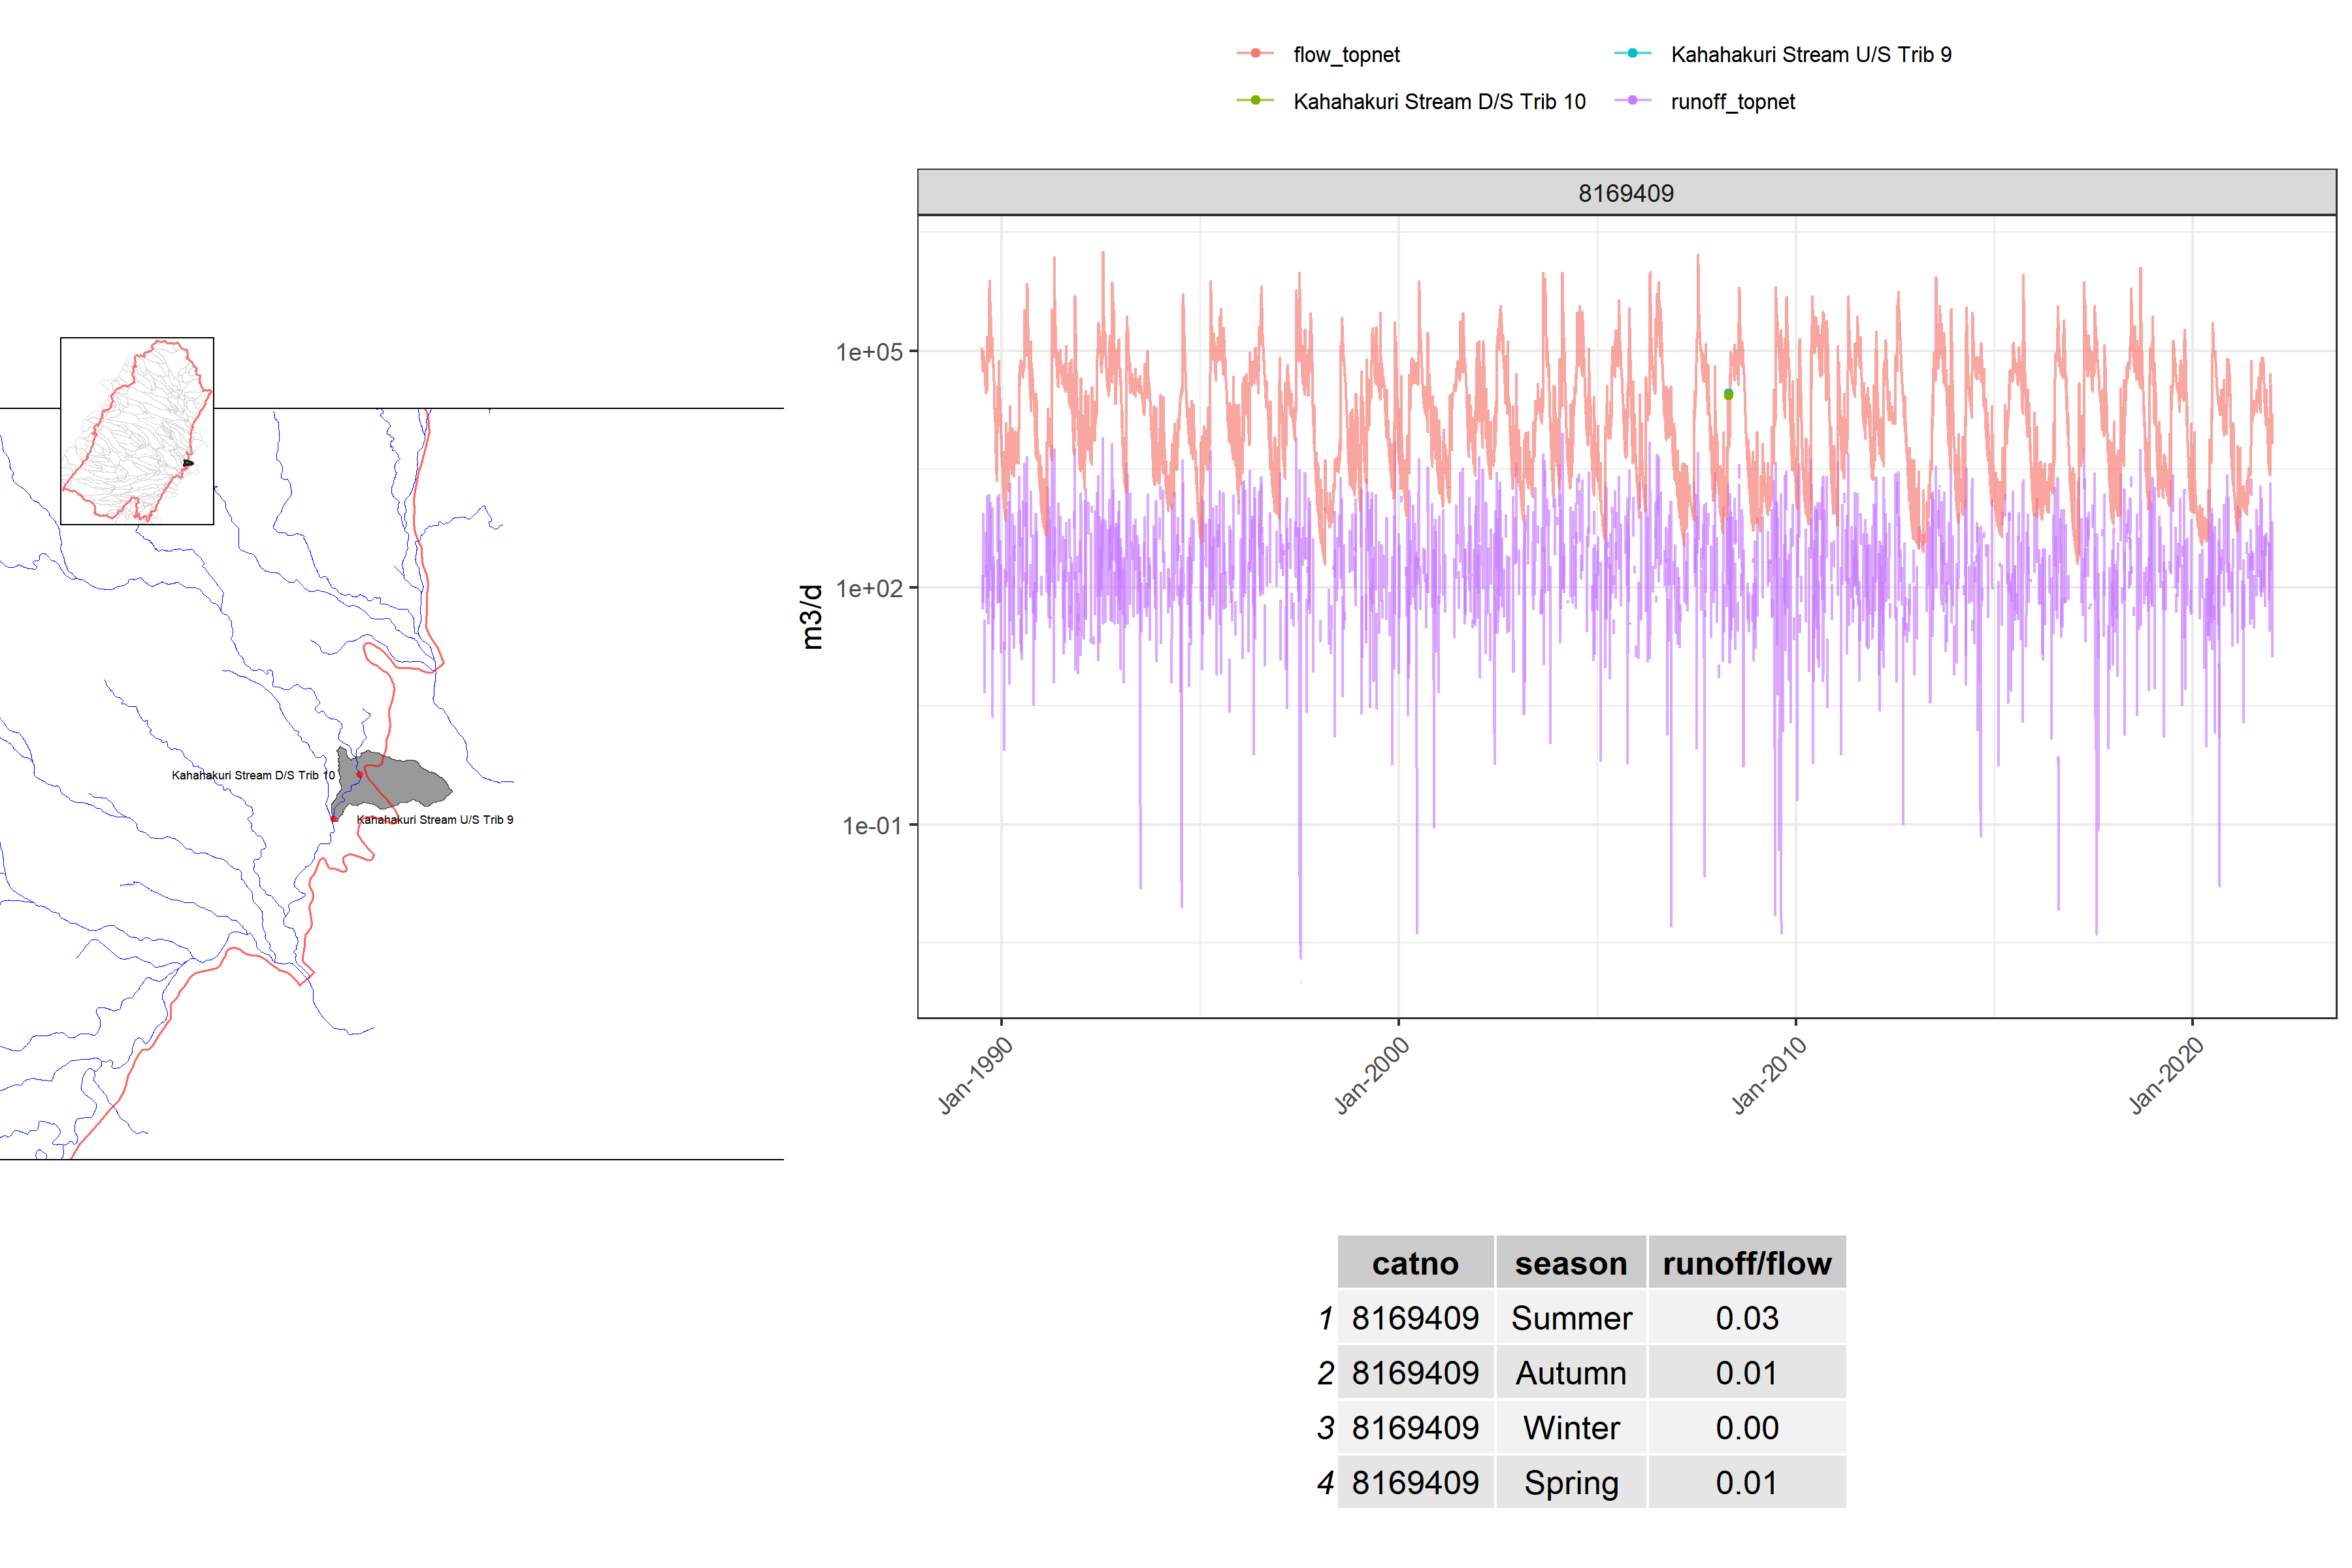 flow_topnet
Kahahakuri Stream U/S Trib 9
Kahahakuri Stream D/S Trib 10
runoff_topnet
8169409
1e+05
1e+02
1e-01
m3/d
Jan-1990
Jan-2000
Jan-2010
Jan-2020
Kahahakuri Stream D/S Trib 10
Kahahakuri Stream U/S Trib 9
catno season runoff/flow
1 8169409 Summer 0.03
2 8169409 Autumn 0.01
3 8169409 Winter 0.00
4 8169409 Spring 0.01